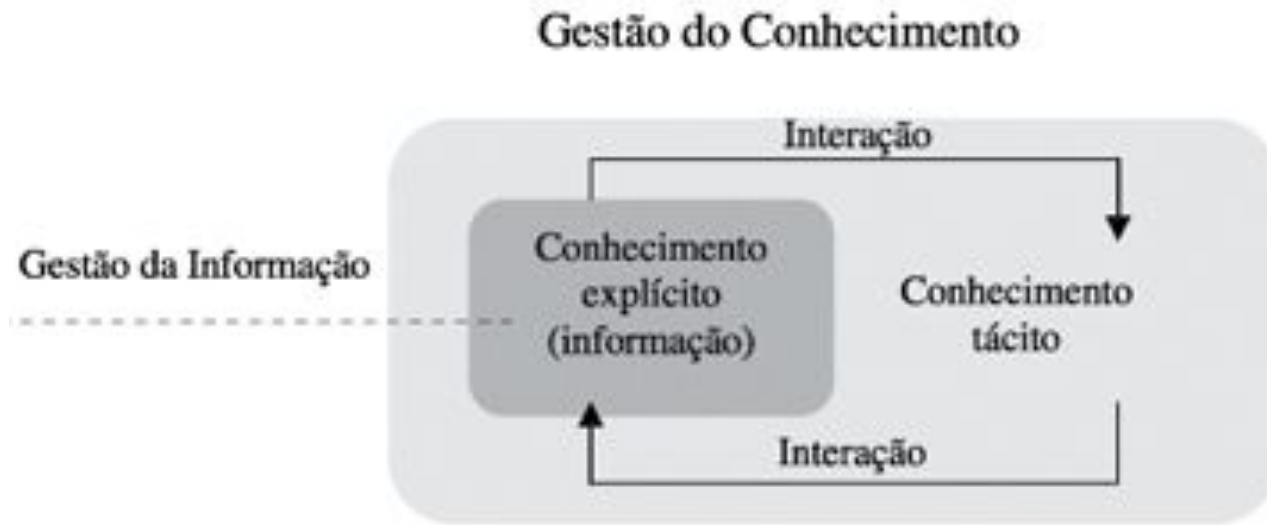 Gestão do Conhecimento
Interação
Gestão da Informação
Conhecimento
explícito
(informação)
Conhecimento
tácito
Interação